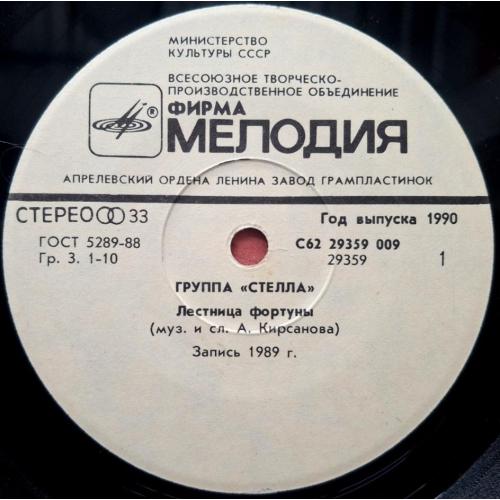 МИНИСТЕРСТВО
КУЛЬТУРЫ СССР
ВСЕСОЮЗНОЕ ТВОРЧЕСКО-
ПРОИЗВОДСТВЕННОЕ ОБЪЕДИНЕНИЕ
ФИРМА
®
МЕЛОДИЯ
АПРЕЛЕВСКИЙ ОРДЕНА ЛЕНИНА ЗАВОД ГРАМПЛАСТИНОК
СТЕРЕО 33
Год выпуска 1990
ГОСТ 5289-88
С62 29359 009
Гр. 3. 1-10
29359
1
ГРУППА «СТЕЛЛА»
Лестница фортуны
(муз. и сл. А. Кирсанова)
Запись 1989 г.